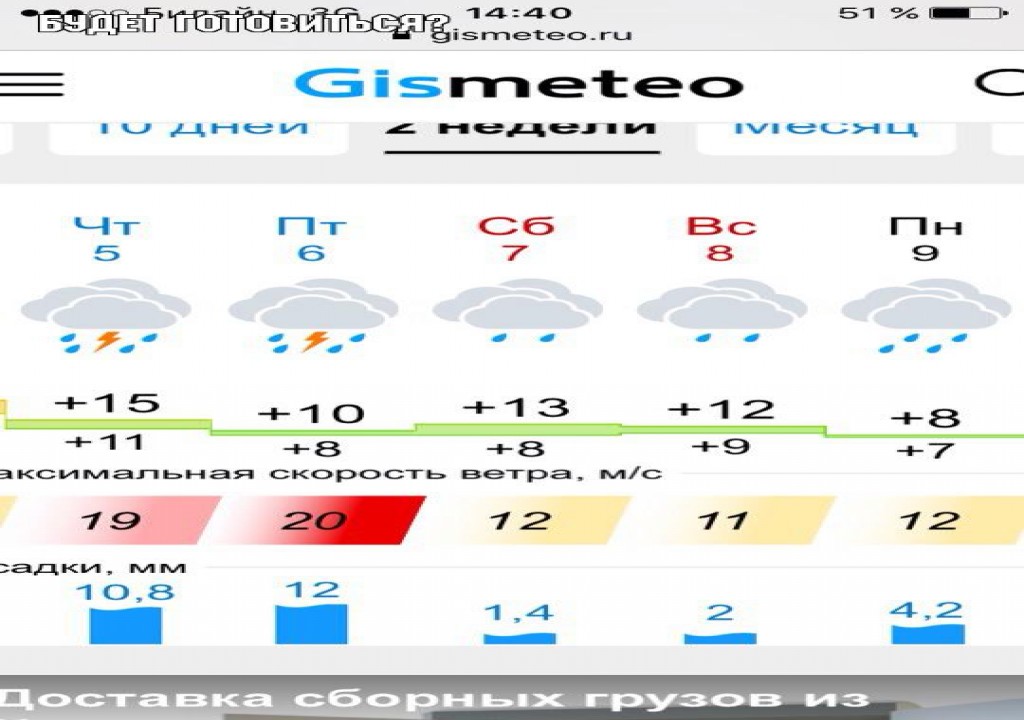 Билайн 3G 14:40 51 %
БУДЕТ ГОТОВИТЬСЯ?
gismeteo.ru
Gismeteo
10 дней 2 недели Месяц
Чт Пт Сб Вс Пн
5 6 7 8 9
+15 +10 +13 +12 +8
+11 +8 +8 +9 +7
аксимальная скорость ветра, м/с
19 20 12 11 12
садки, мм
10,8 12 1,4 2 4,2
Доставка сборных грузов из